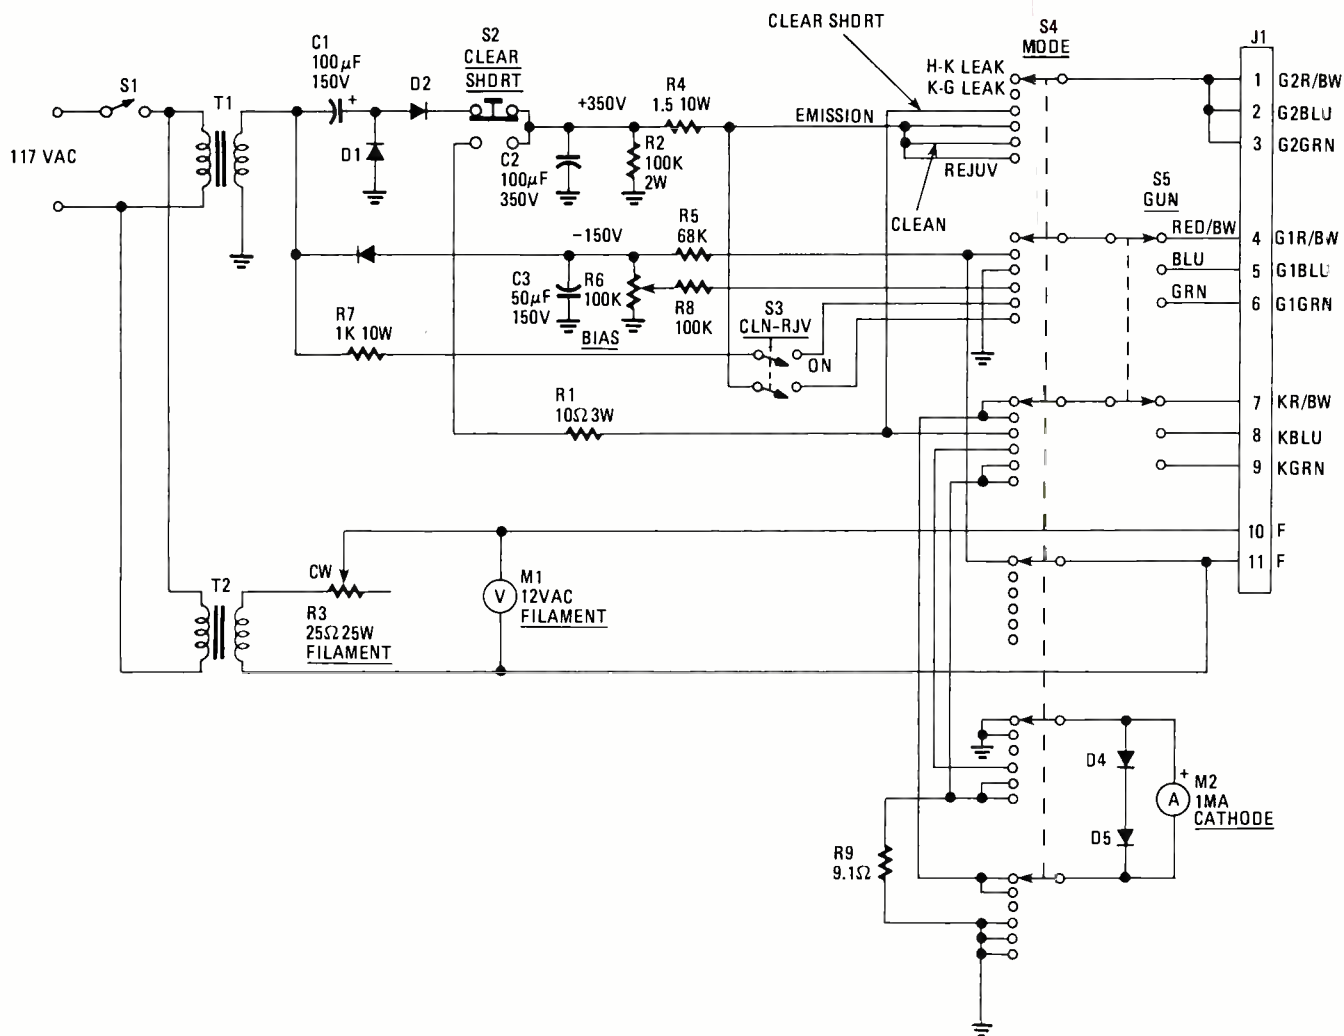 S1
117 VAC
T1
C1
100µF
150V
+
D1
D2
S2
CLEAR
SHORT
+350V
C2
100µF
350V
R2
100K
2W
R4
1.5 10W
EMISSION
CLEAR SHORT
H-K LEAK
K-G LEAK
REJUV
CLEAN
S4
MODE
J1
1 G2R/BW
2 G2BLU
3 G2GRN
S5
GUN
RED/BW
BLU
GRN
4 G1R/BW
5 G1BLU
6 G1GRN
−150V
R5
68K
C3
50µF
150V
R6
100K
BIAS
R8
100K
S3
CLN-RJV
ON
R7
1K 10W
R1
10Ω 3W
7 KR/BW
8 KBLU
9 KGRN
10 F
11 F
T2
CW
R3
25Ω 25W
FILAMENT
V
M1
12VAC
FILAMENT
D4
D5
+
A
M2
1MA
CATHODE
R9
9.1Ω